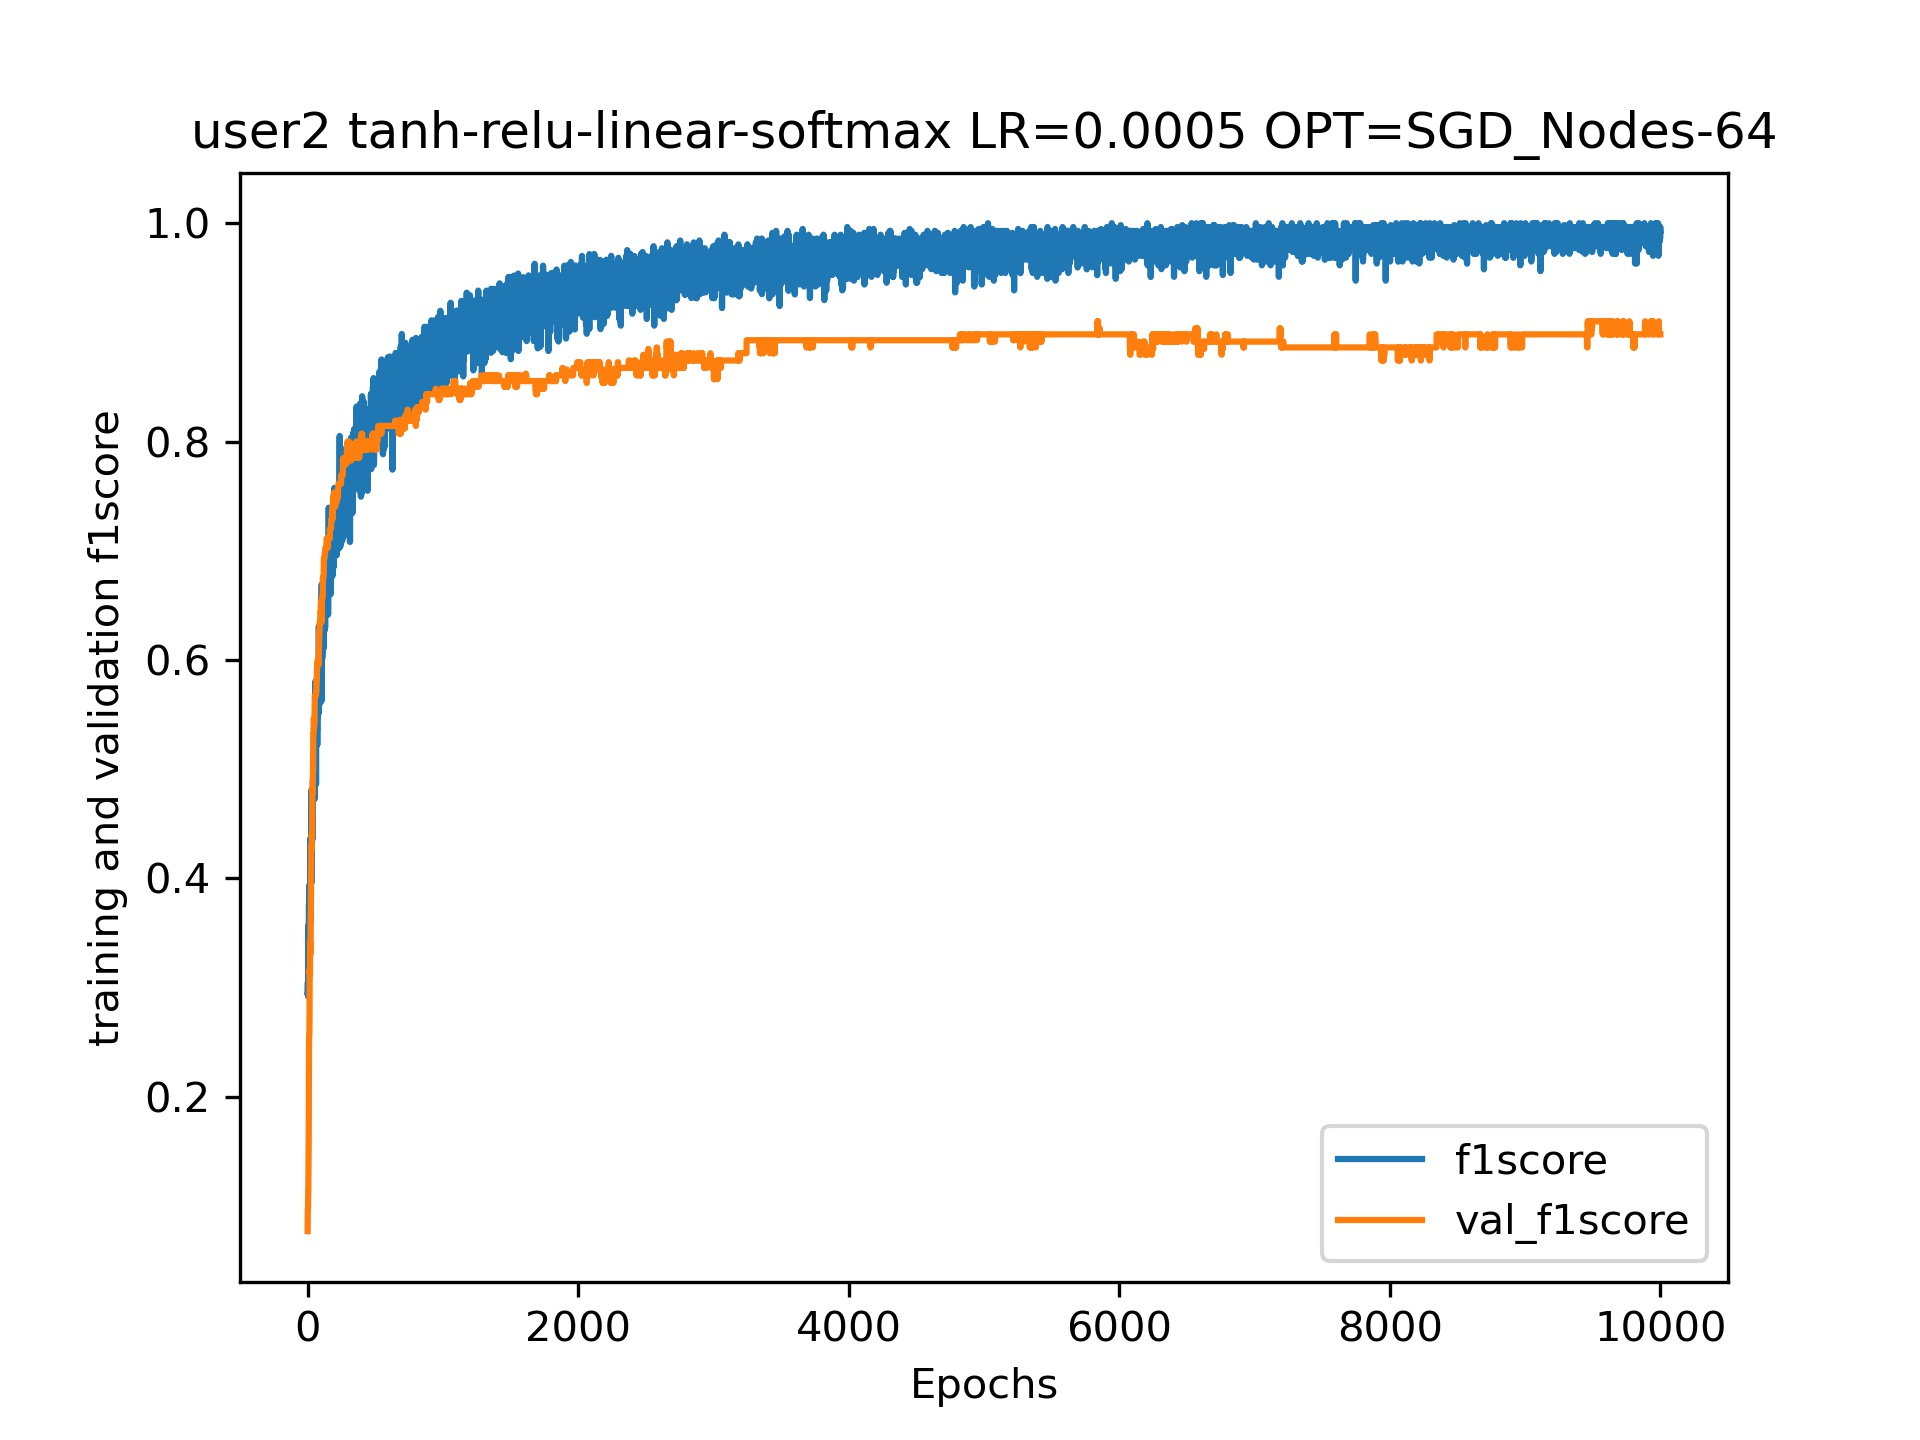 user2 tanh-relu-linear-softmax LR=0.0005 OPT=SGD_Nodes-64
training and validation f1score
1.0
0.8
0.6
0.4
0.2
f1score
val_f1score
0 2000 4000 6000 8000 10000
Epochs